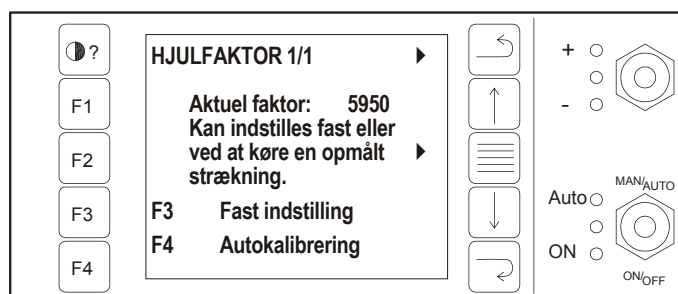 ?
F1
F2
F3
F4
HJULFAKTOR 1/1
Aktuel faktor: 5950
Kan indstilles fast eller
ved at køre en opmålt
strækning.
F3 Fast indstilling
F4 Autokalibrering
+
-
MAN/AUTO
Auto
ON
ON/OFF